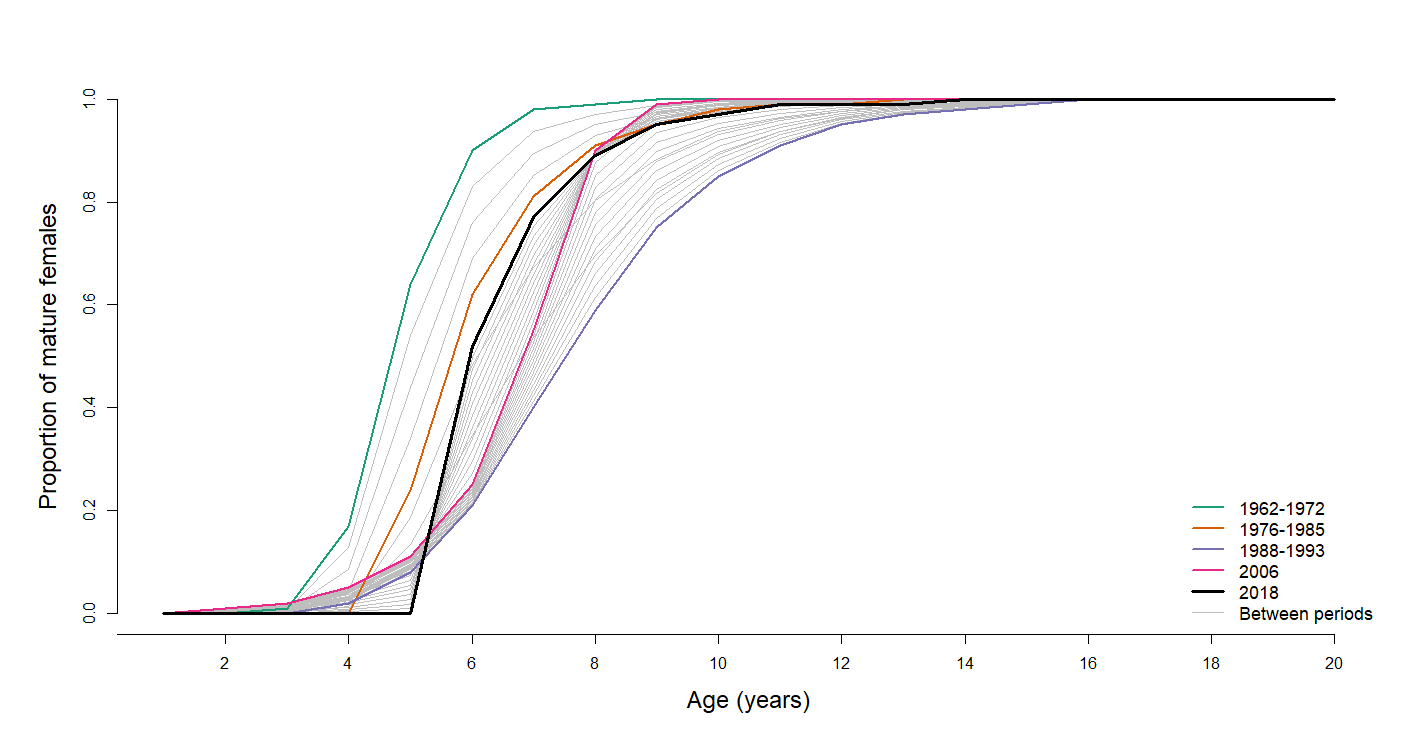 Proportion of mature females
1.0
0.8
0.6
0.4
0.2
0.0
1962-1972
1976-1985
1988-1993
2006
2018
Between periods
2 4 6 8 10 12 14 16 18 20
Age (years)